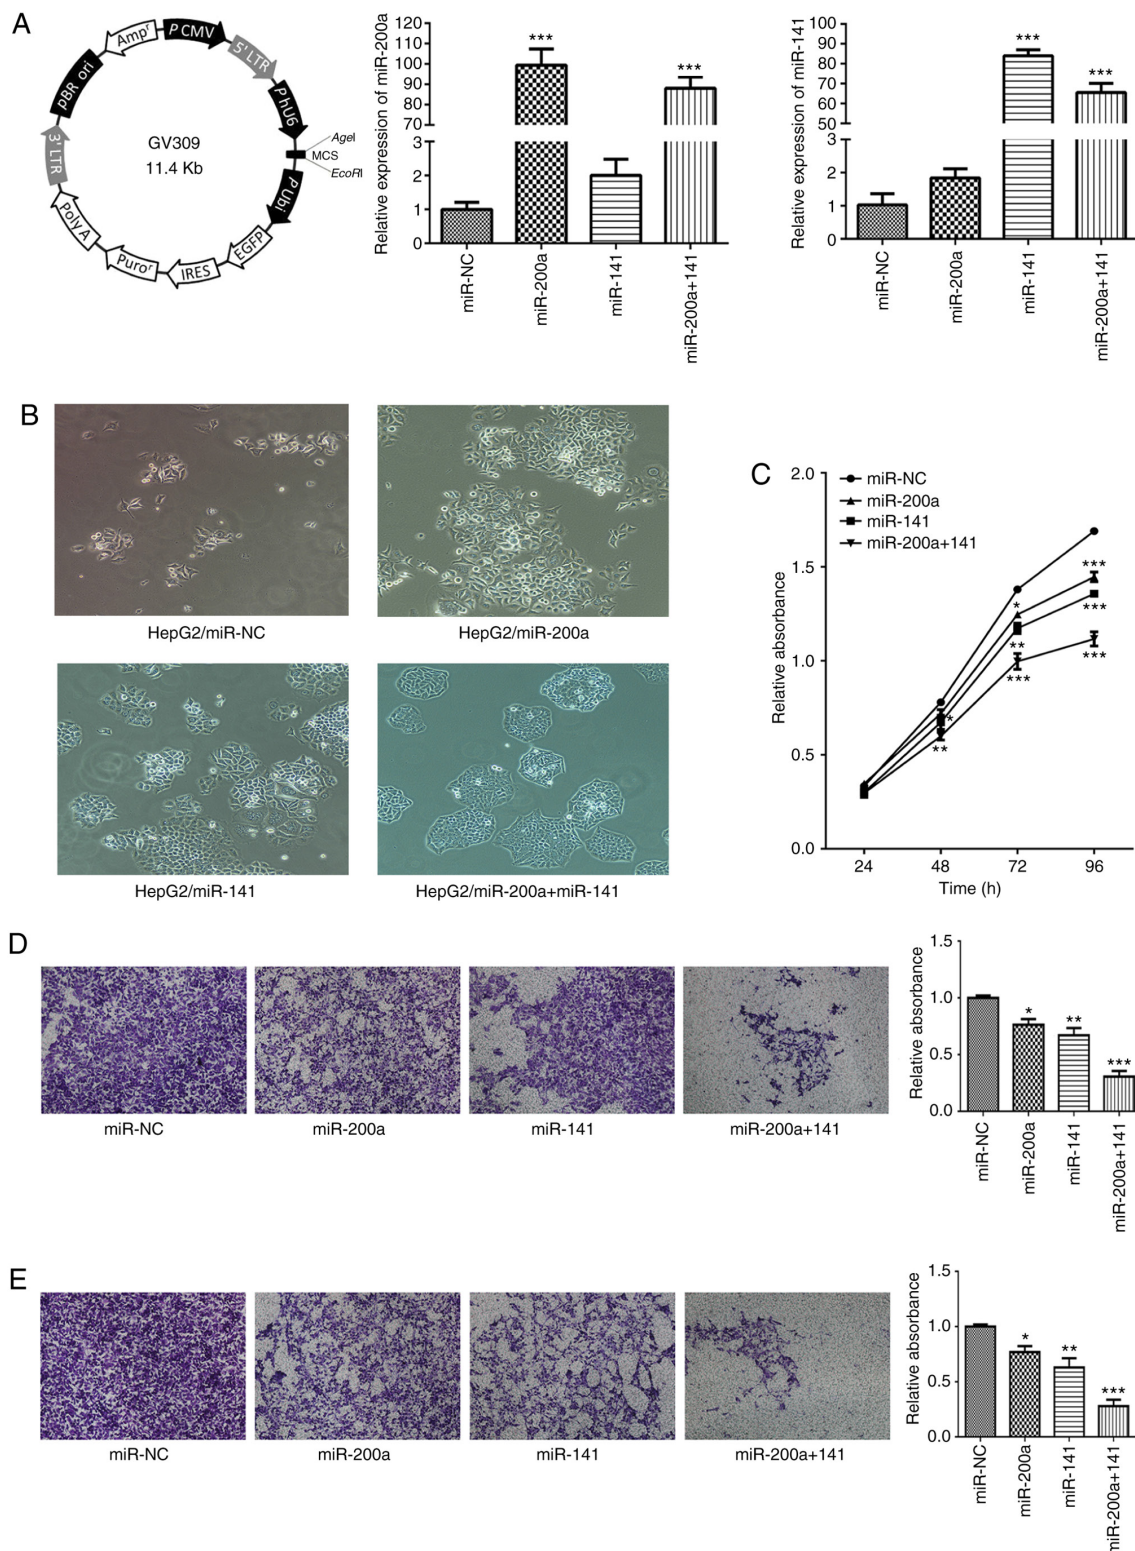 A
Ampʳ
P CMV
5' LTR
PhU6
AgeI
MCS
EcoRI
P Ubi
EGFP
IRES
Puroʳ
Poly A
3' LTR
pBR ori
GV309
11.4 Kb
Relative expression of miR-200a
120
110
100
90
80
70
3
2
1
0
***
***
miR-NC
miR-200a
miR-141
miR-200a+141
Relative expression of miR-141
100
90
80
70
60
50
3
2
1
0
***
***
miR-NC
miR-200a
miR-141
miR-200a+141
B
HepG2/miR-NC
HepG2/miR-200a
HepG2/miR-141
HepG2/miR-200a+miR-141
C
Relative absorbance
2.0
1.5
1.0
0.5
0.0
miR-NC
miR-200a
miR-141
miR-200a+141
*
**
*
**
***
***
***
***
24
48
72
96
Time (h)
D
miR-NC
miR-200a
miR-141
miR-200a+141
Relative absorbance
1.5
1.0
0.5
0.0
*
**
***
miR-NC
miR-200a
miR-141
miR-200a+141
E
miR-NC
miR-200a
miR-141
miR-200a+141
Relative absorbance
1.5
1.0
0.5
0.0
*
**
***
miR-NC
miR-200a
miR-141
miR-200a+141